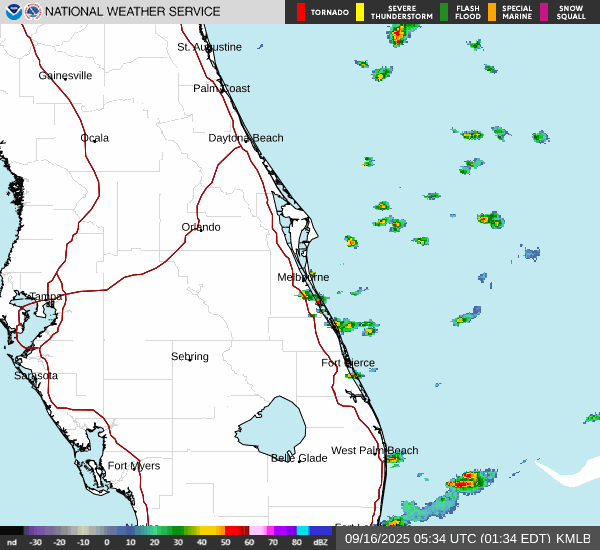 NATIONAL WEATHER SERVICE
TORNADO
SEVERE THUNDERSTORM
FLASH FLOOD
SPECIAL MARINE
SNOW SQUALL
St. Augustine
Gainesville
Palm Coast
Ocala
Daytona Beach
Orlando
Melbourne
Tampa
Sebring
Fort Pierce
Sarasota
West Palm Beach
Belle Glade
Fort Myers
nd -30 -20 -10 0 10 20 30 40 50 60 70 80 dBZ
09/16/2025 05:34 UTC (01:34 EDT) KMLB